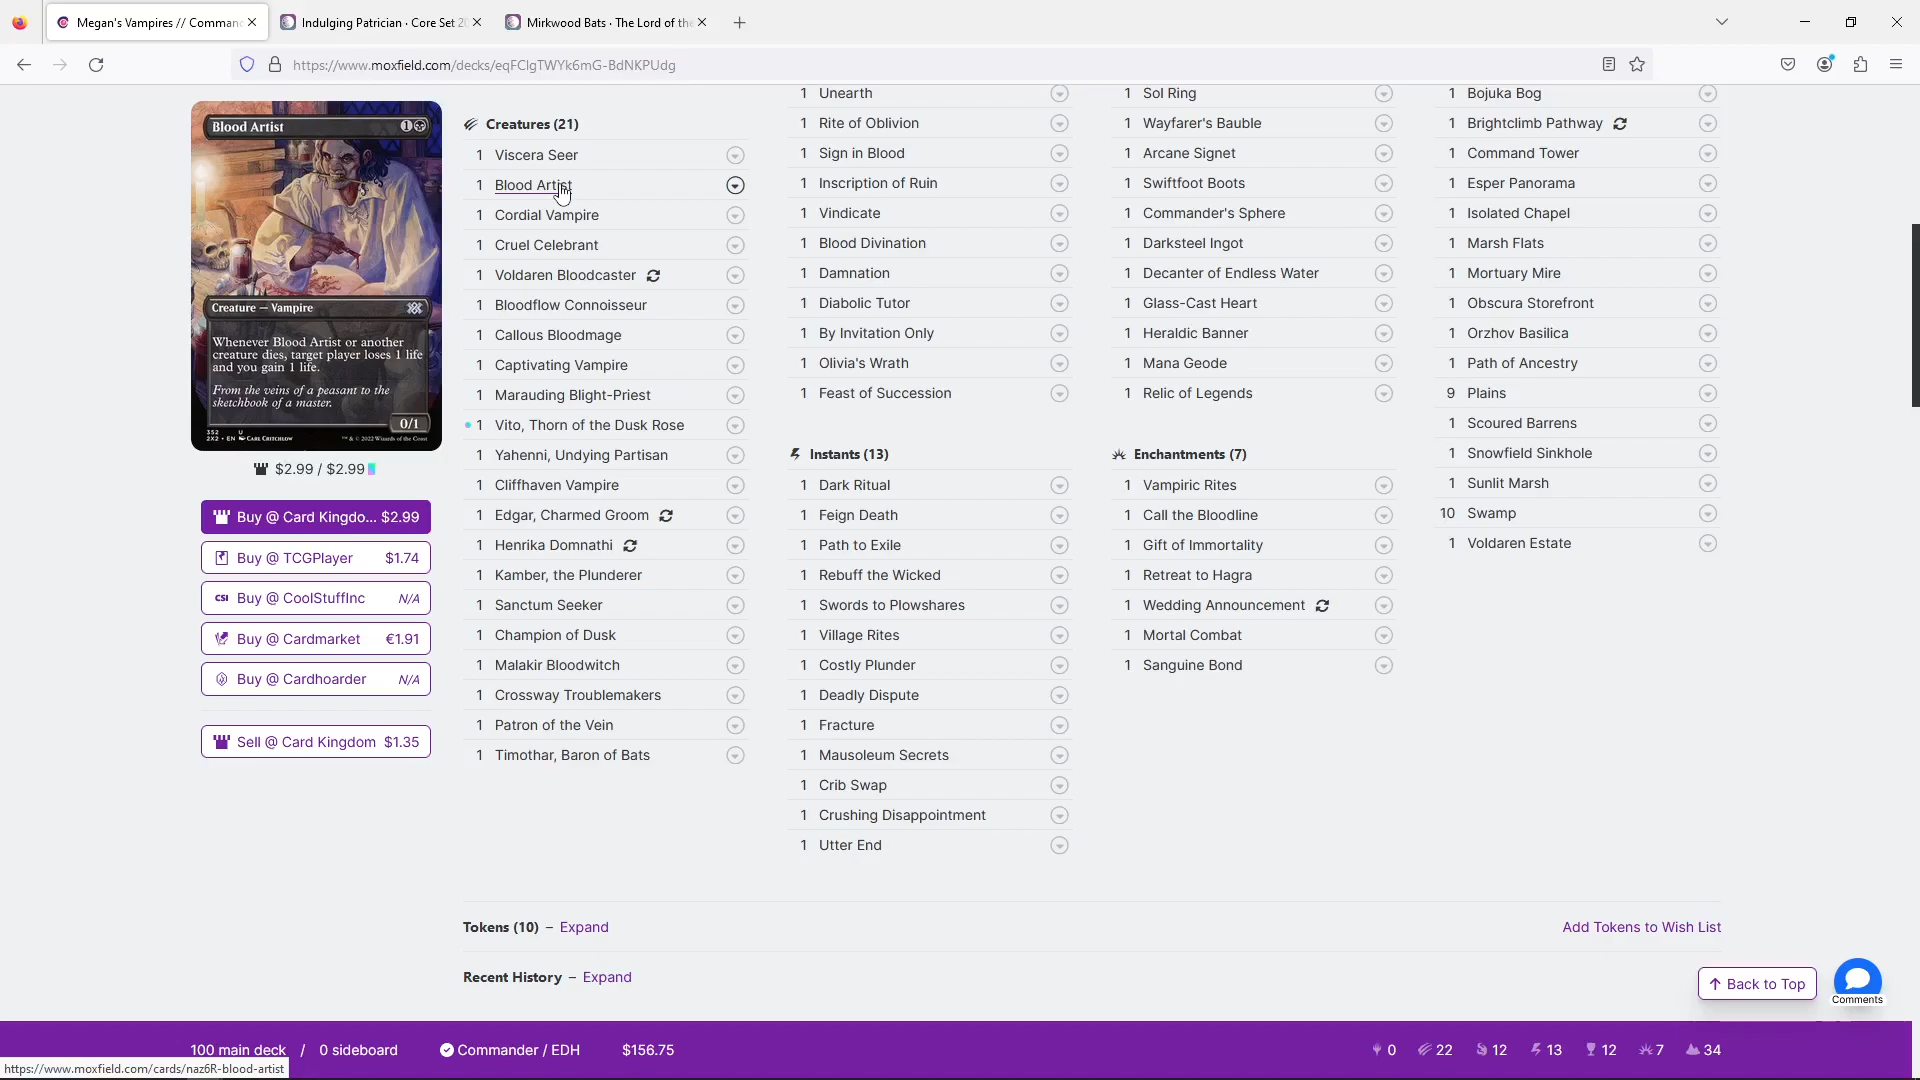 Megan's Vampires // Comman
Indulging Patrician · Core Set 20
Mirkwood Bats · The Lord of the
https://www.moxfield.com/decks/eqFClgTWYk6mG-BdNKPUdg
Blood Artist
1
Creature — Vampire
Whenever Blood Artist or another
creature dies, target player loses 1 life
and you gain 1 life.
From the veins of a peasant to the
sketchbook of a master.
0/1
352 U
2X2 • EN CARL CRITCHLOW
™ & © 2022 Wizards of the Coast
$2.99 / $2.99
Buy @ Card Kingdo... $2.99
Buy @ TCGPlayer $1.74
CSI Buy @ CoolStuffInc N/A
Buy @ Cardmarket €1.91
Buy @ Cardhoarder N/A
Sell @ Card Kingdom $1.35
Creatures (21)
1 Viscera Seer
1 Blood Artist
1 Cordial Vampire
1 Cruel Celebrant
1 Voldaren Bloodcaster
1 Bloodflow Connoisseur
1 Callous Bloodmage
1 Captivating Vampire
1 Marauding Blight-Priest
1 Vito, Thorn of the Dusk Rose
1 Yahenni, Undying Partisan
1 Cliffhaven Vampire
1 Edgar, Charmed Groom
1 Henrika Domnathi
1 Kamber, the Plunderer
1 Sanctum Seeker
1 Champion of Dusk
1 Malakir Bloodwitch
1 Crossway Troublemakers
1 Patron of the Vein
1 Timothar, Baron of Bats
1 Unearth
1 Rite of Oblivion
1 Sign in Blood
1 Inscription of Ruin
1 Vindicate
1 Blood Divination
1 Damnation
1 Diabolic Tutor
1 By Invitation Only
1 Olivia's Wrath
1 Feast of Succession
Instants (13)
1 Dark Ritual
1 Feign Death
1 Path to Exile
1 Rebuff the Wicked
1 Swords to Plowshares
1 Village Rites
1 Costly Plunder
1 Deadly Dispute
1 Fracture
1 Mausoleum Secrets
1 Crib Swap
1 Crushing Disappointment
1 Utter End
1 Sol Ring
1 Wayfarer's Bauble
1 Arcane Signet
1 Swiftfoot Boots
1 Commander's Sphere
1 Darksteel Ingot
1 Decanter of Endless Water
1 Glass-Cast Heart
1 Heraldic Banner
1 Mana Geode
1 Relic of Legends
Enchantments (7)
1 Vampiric Rites
1 Call the Bloodline
1 Gift of Immortality
1 Retreat to Hagra
1 Wedding Announcement
1 Mortal Combat
1 Sanguine Bond
1 Bojuka Bog
1 Brightclimb Pathway
1 Command Tower
1 Esper Panorama
1 Isolated Chapel
1 Marsh Flats
1 Mortuary Mire
1 Obscura Storefront
1 Orzhov Basilica
1 Path of Ancestry
9 Plains
1 Scoured Barrens
1 Snowfield Sinkhole
1 Sunlit Marsh
10 Swamp
1 Voldaren Estate
Tokens (10) – Expand
Add Tokens to Wish List
Recent History – Expand
Back to Top
Comments
100 main deck / 0 sideboard
Commander / EDH
$156.75
0 22 12 13 12 7 34
https://www.moxfield.com/cards/naz6R-blood-artist